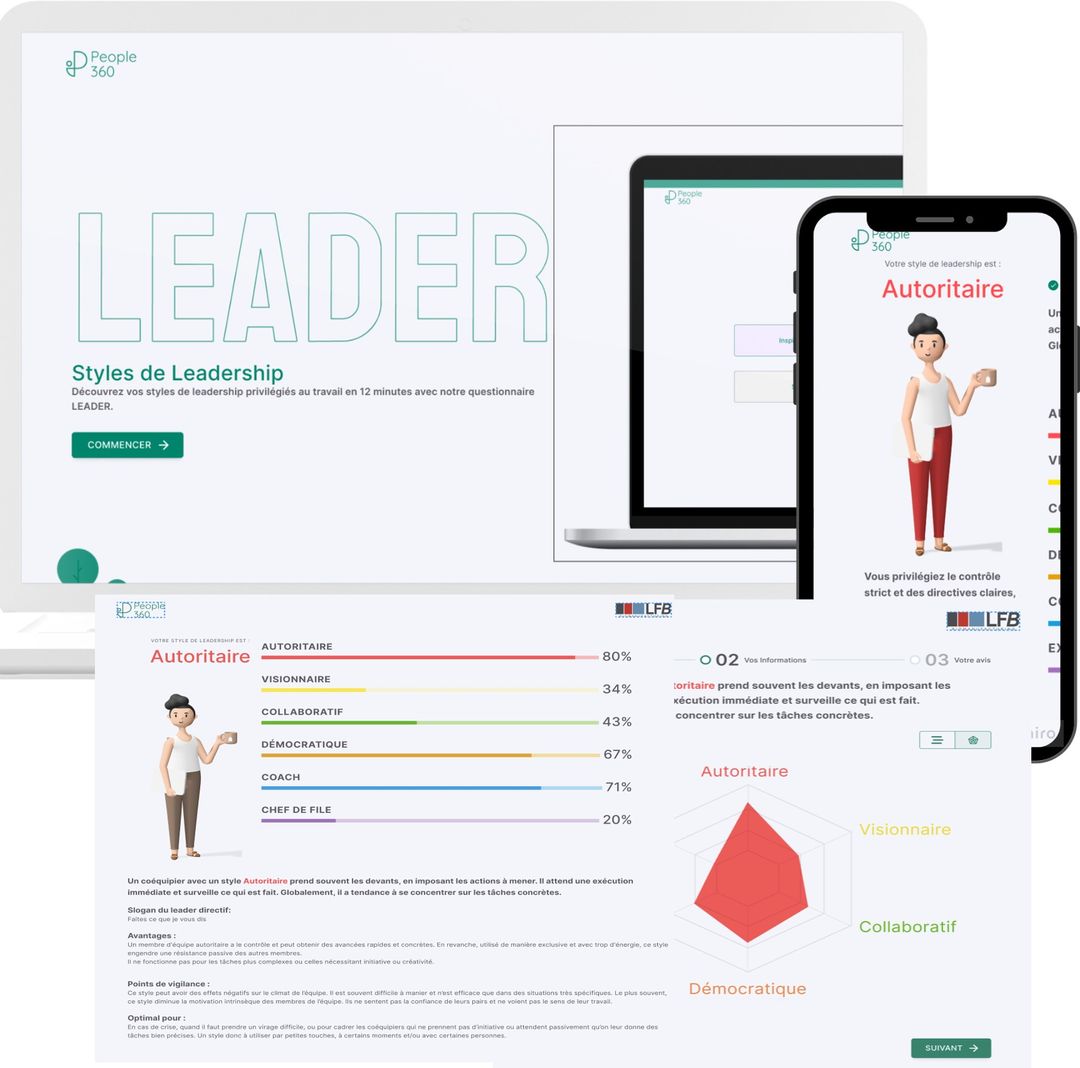 People
360
LEADER
Styles de Leadership
Découvrez vos styles de leadership privilégiés au travail en 12 minutes avec notre questionnaire
LEADER.
COMMENCER
People
360
People
360
Votre style de leadership est :
Autoritaire
Vous privilégiez le contrôle
strict et des directives claires,
People
360
LFB
VOTRE STYLE DE LEADERSHIP EST :
Autoritaire
AUTORITAIRE
80%
VISIONNAIRE
34%
COLLABORATIF
43%
DÉMOCRATIQUE
67%
COACH
71%
CHEF DE FILE
20%
Un coéquipier avec un style Autoritaire prend souvent les devants, en imposant les actions à mener. Il attend une exécution
immédiate et surveille ce qui est fait. Globalement, il a tendance à se concentrer sur les tâches concrètes.
Slogan du leader directif:
Faites ce que je vous dis
Avantages :
Un membre d'équipe autoritaire a le contrôle et peut obtenir des avancées rapides et concrètes. En revanche, utilisé de manière exclusive et avec trop d'énergie, ce style
engendre une résistance passive des autres membres.
Il ne fonctionne pas pour les tâches plus complexes ou celles nécessitant initiative ou créativité.
Points de vigilance :
Ce style peut avoir des effets négatifs sur le climat de l'équipe. Il est souvent difficile à manier et n'est efficace que dans des situations très spécifiques. Le plus souvent,
ce style diminue la motivation intrinsèque des membres de l'équipe. Ils ne sentent pas la confiance de leurs pairs et ne voient pas le sens de leur travail.
Optimal pour :
En cas de crise, quand il faut prendre un virage difficile, ou pour cadrer les coéquipiers qui ne prennent pas d'initiative ou attendent passivement qu'on leur donne des
tâches bien précises. Un style donc à utiliser par petites touches, à certains moments et/ou avec certaines personnes.
LFB
02 Vos Informations
03 Votre avis
toritaire prend souvent les devants, en imposant les
xécution immédiate et surveille ce qui est fait.
concentrer sur les tâches concrètes.
Autoritaire
Visionnaire
Collaboratif
Démocratique
SUIVANT